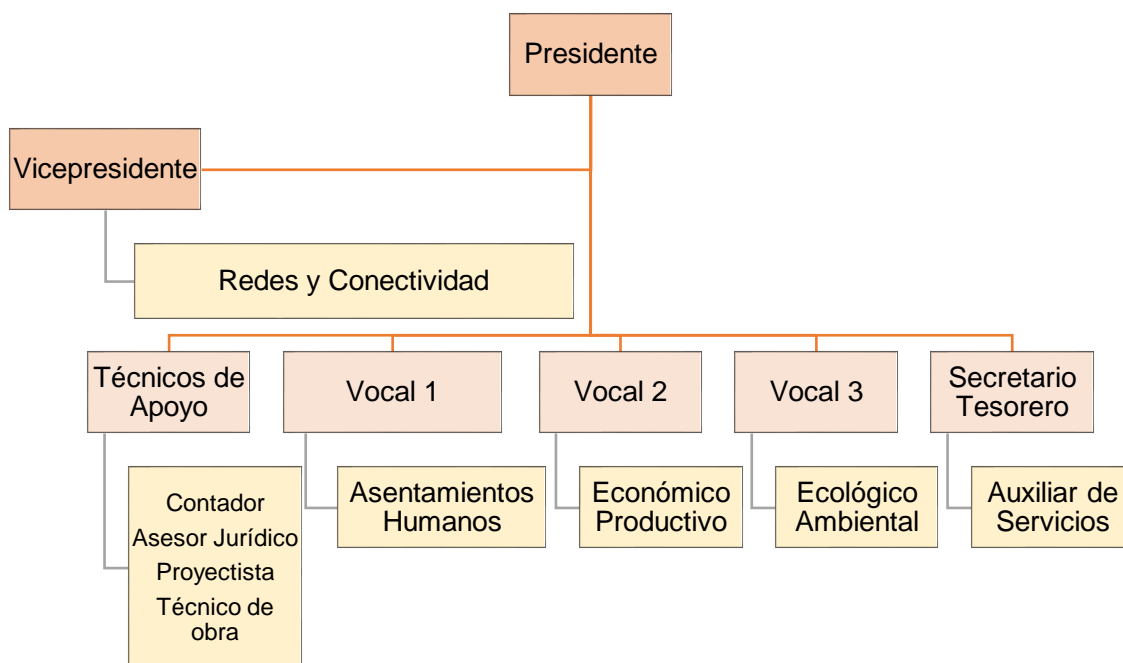 Presidente
Vicepresidente
Redes y Conectividad
Técnicos de
Apoyo
Vocal 1
Vocal 2
Vocal 3
Secretario
Tesorero
Contador
Asesor Jurídico
Proyectista
Técnico de
obra
Asentamientos
Humanos
Económico
Productivo
Ecológico
Ambiental
Auxiliar de
Servicios